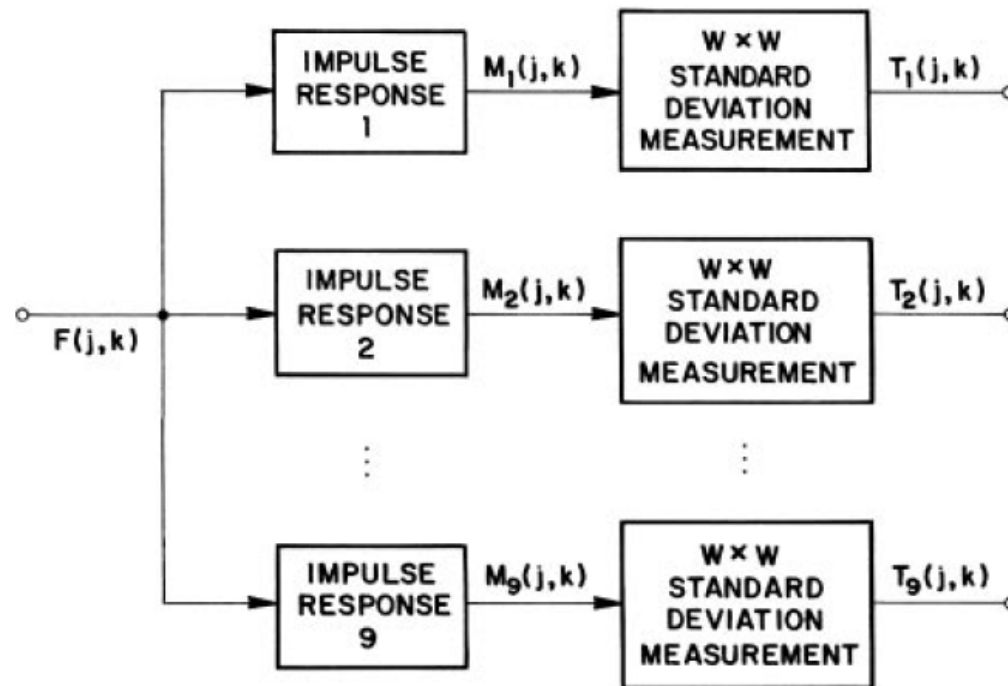 IMPULSE
RESPONSE
1
M₁(j,k)
W × W
STANDARD
DEVIATION
MEASUREMENT
T₁(j,k)
F(j,k)
IMPULSE
RESPONSE
2
M₂(j,k)
W × W
STANDARD
DEVIATION
MEASUREMENT
T₂(j,k)
⋮
⋮
IMPULSE
RESPONSE
9
M₉(j,k)
W × W
STANDARD
DEVIATION
MEASUREMENT
T₉(j,k)